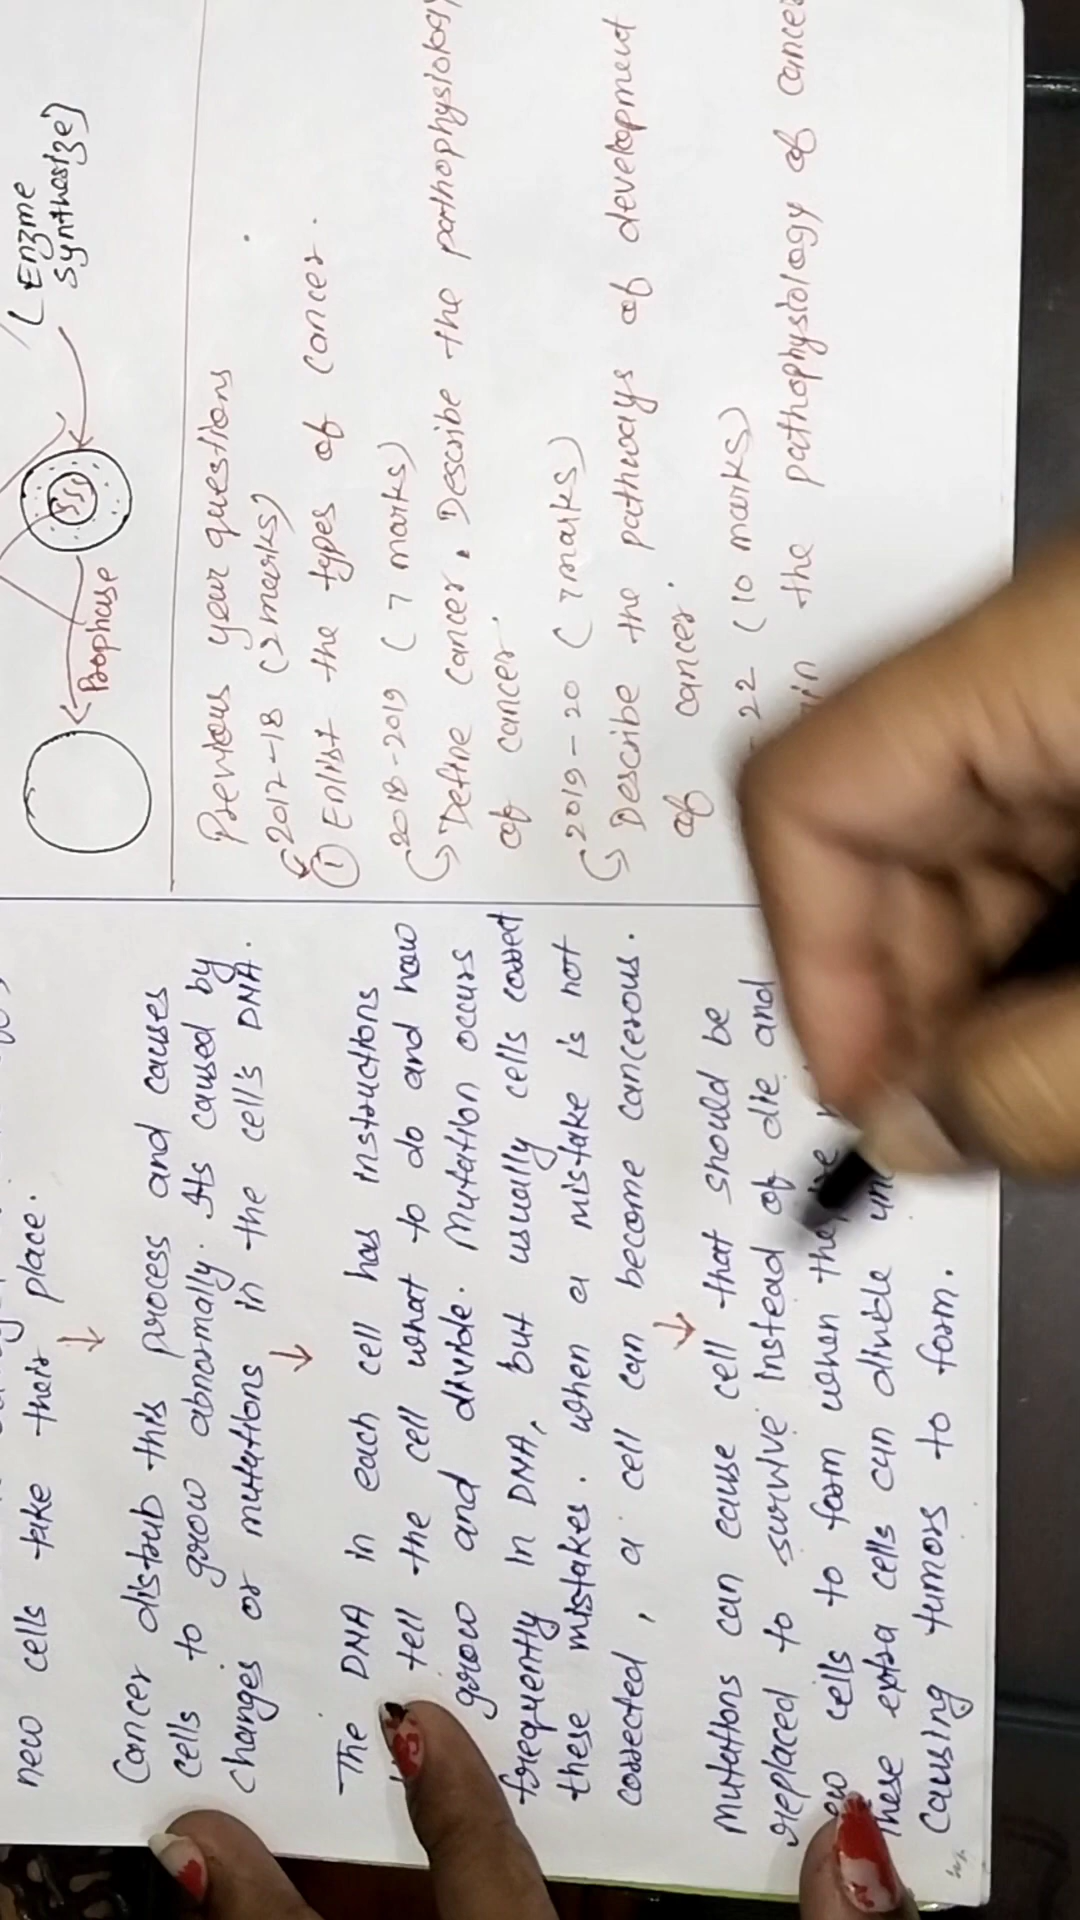 new cells take their place.
↓
Cancer distrub this process and causes
cells to grow abnormally. Its caused by
changes or mutations in the cell's DNA.
↓
The DNA in each cell has instructions
tell the cell what to do and how
grow and divide. Mutation occurs
frequently in DNA, but usually cells correct
these mistakes. when a mistake is not
corrected, a cell can become cancerous.
↓
Mutations can cause cell that should be
replaced to survive instead of die and
cells to form when
these extra cells can divide
causing tumors to form.
(Enzme
synthesize)
Prophase
Previous year questions
2017-18 (2 marks)
① Enlist the types of cancer.
2018-2019 (7 marks)
Define cancer. Describe the pathophysiology
of cancer.
2019-20 (7 marks)
Describe the pathways of development
of cancer.
22 (10 marks)
the pathophysiology of cancer